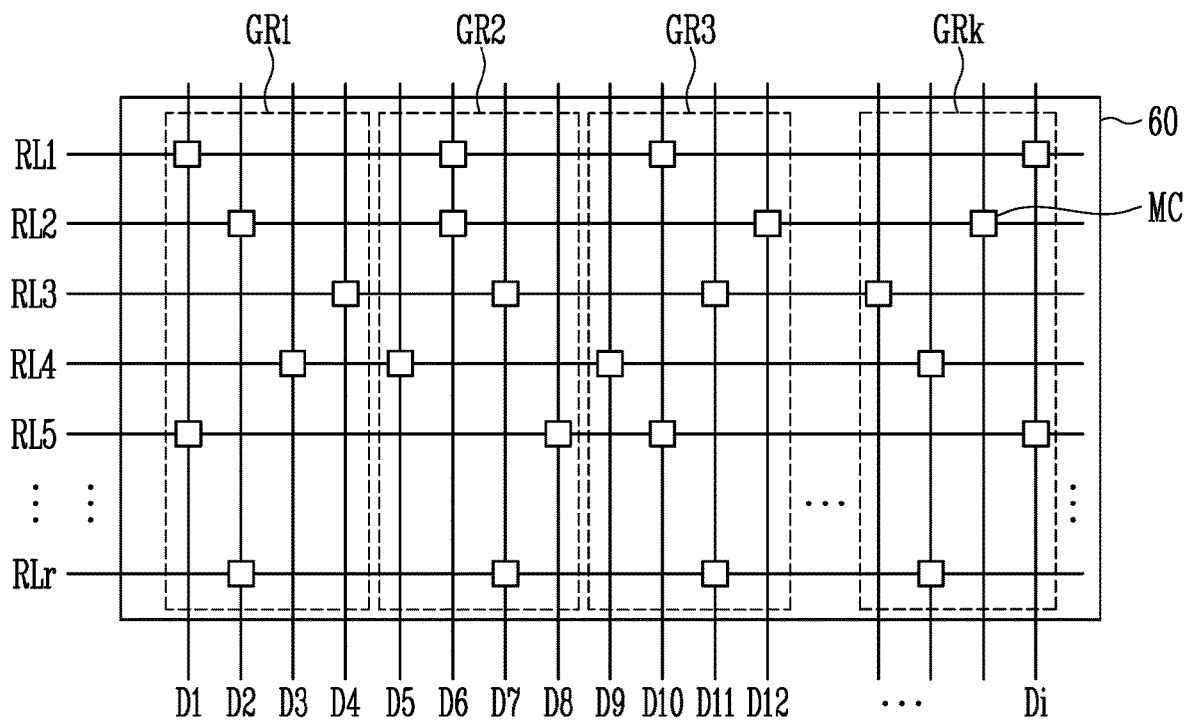 GR1 GR2 GR3 GRk
60
RL1
MC
RL2
RL3
RL4
RL5
⋮ ⋮ ⋮
...
RLr
D1 D2 D3 D4 D5 D6 D7 D8 D9 D10 D11 D12 ... Di